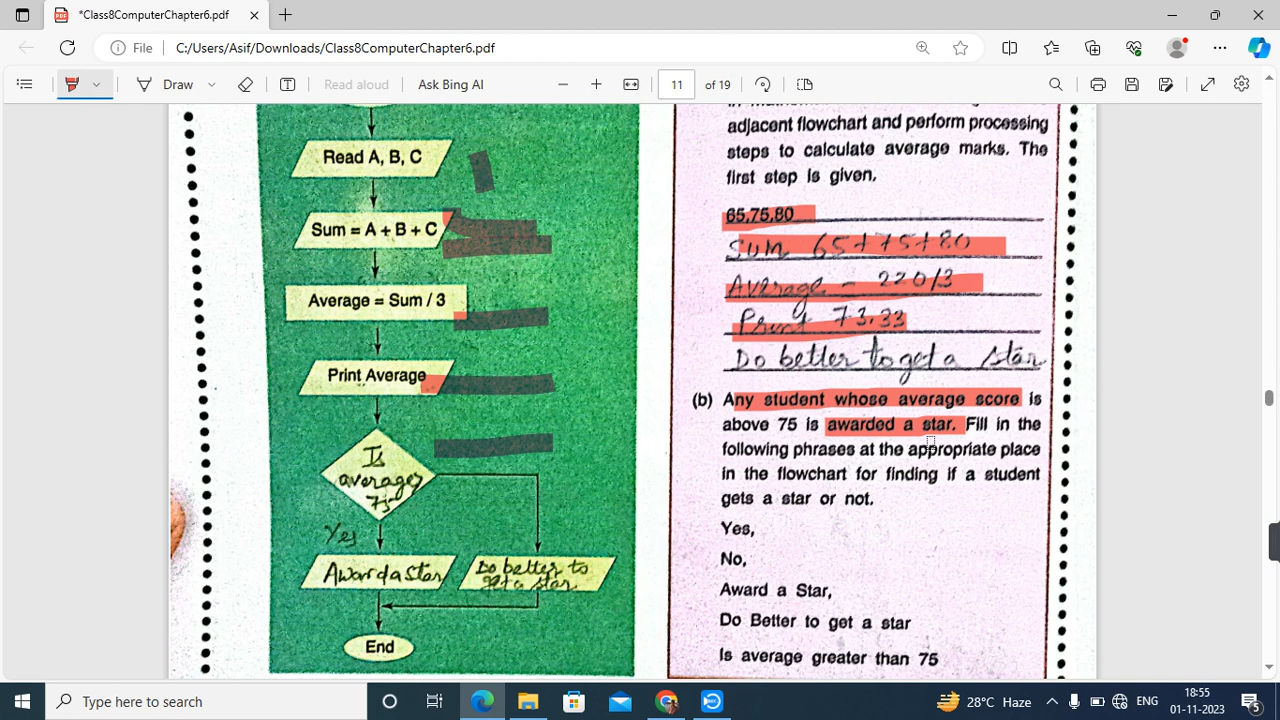 *Class8ComputerChapter6.pdf
File
C:/Users/Asif/Downloads/Class8ComputerChapter6.pdf
Draw
Read aloud
Ask Bing AI
11
of 19
Read A, B, C
Sum = A + B + C
Average = Sum / 3
Print Average
Is
average>
75
Yes
Award a Star
Do better to
get a star
End
adjacent flowchart and perform processing
steps to calculate average marks. The
first step is given.
65,75,80
Sum 65+75+80
Average - 220/3
Print 73.33
Do better to get a star
(b) Any student whose average score is
above 75 is awarded a star. Fill in the
following phrases at the appropriate place
in the flowchart for finding if a student
gets a star or not.
Yes,
No,
Award a Star,
Do Better to get a star
Is average greater than 75
Type here to search
28°C Haze
ENG
18:55
01-11-2023
5